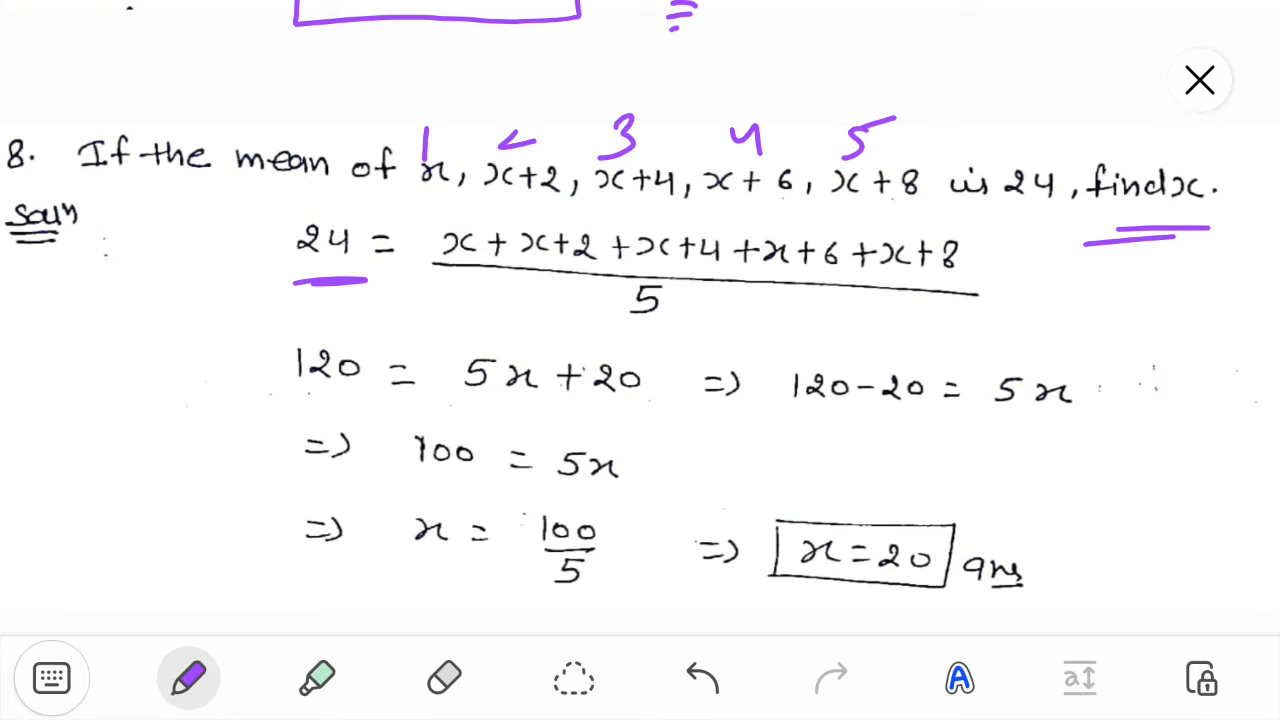 1 2 3 4 5
8. If the mean of x, x+2, x+4, x+6, x+8 is 24, find x.
Soln
24 = x + x+2 +x+4 +x+6 +x+8
5
120 = 5x+20 => 120-20 = 5x
=> 100 = 5x
=> x = 100 => x=20 ans
5
A
a